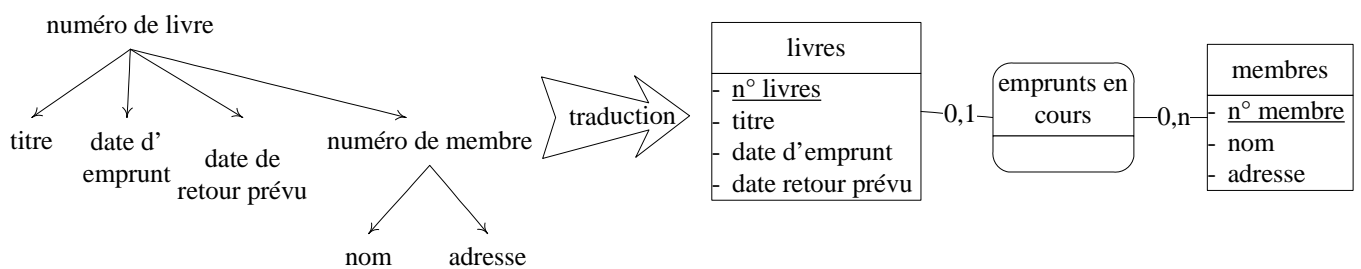 numéro de livre
titre
date d'
emprunt
date de
retour prévu
numéro de membre
nom
adresse
traduction
livres
- n° livres
- titre
- date d'emprunt
- date retour prévu
0,1
emprunts en
cours
0,n
membres
- n° membre
- nom
- adresse